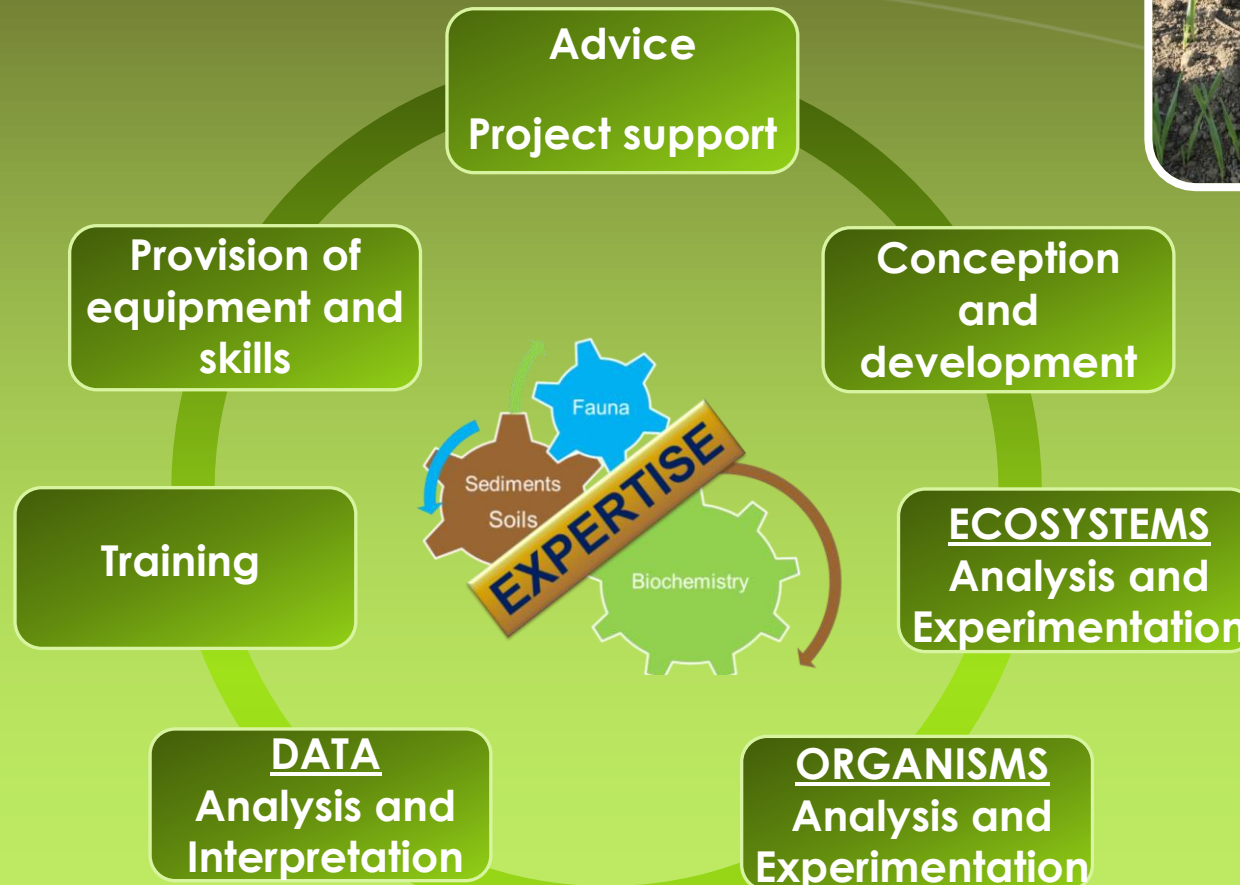 Advice
Project support
Provision of
equipment and
skills
Conception
and
development
Fauna
Sediments
Soils
EXPERTISE
Biochemistry
Training
ECOSYSTEMS
Analysis and
Experimentation
DATA
Analysis and
Interpretation
ORGANISMS
Analysis and
Experimentation